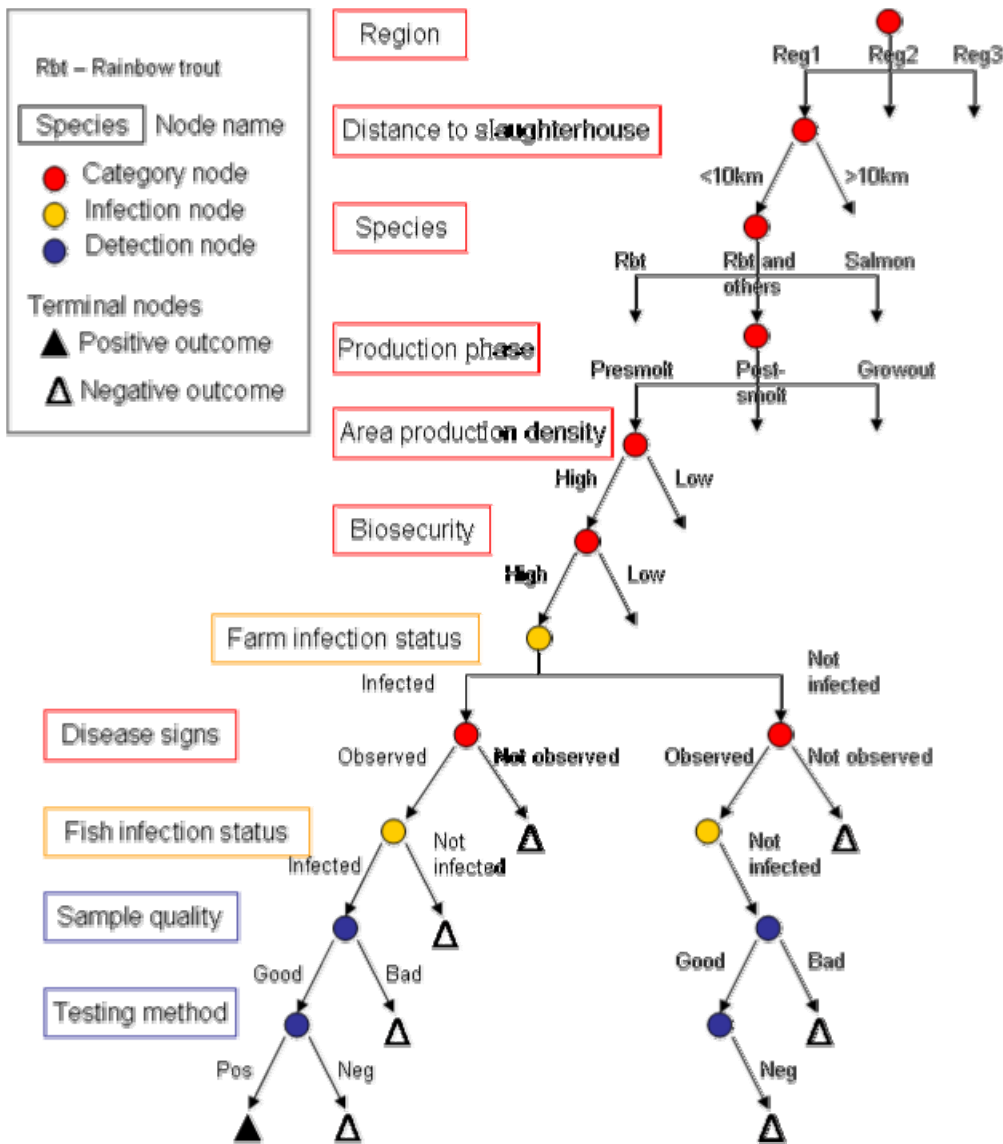 Rbt – Rainbow trout
Species Node name
Category node
Infection node
Detection node
Terminal nodes
Positive outcome
Negative outcome
Region
Reg1 Reg2 Reg3
Distance to slaughterhouse
<10km >10km
Species
Rbt Rbt and Salmon
others
Production phase
Presmolt Post- Growout
smolt
Area production density
High Low
Biosecurity
High Low
Farm infection status
Infected Not
infected
Disease signs
Observed Not observed Observed Not observed
Fish infection status
Infected Not
infected
Not
infected
Sample quality
Good Bad Good Bad
Testing method
Pos Neg Neg